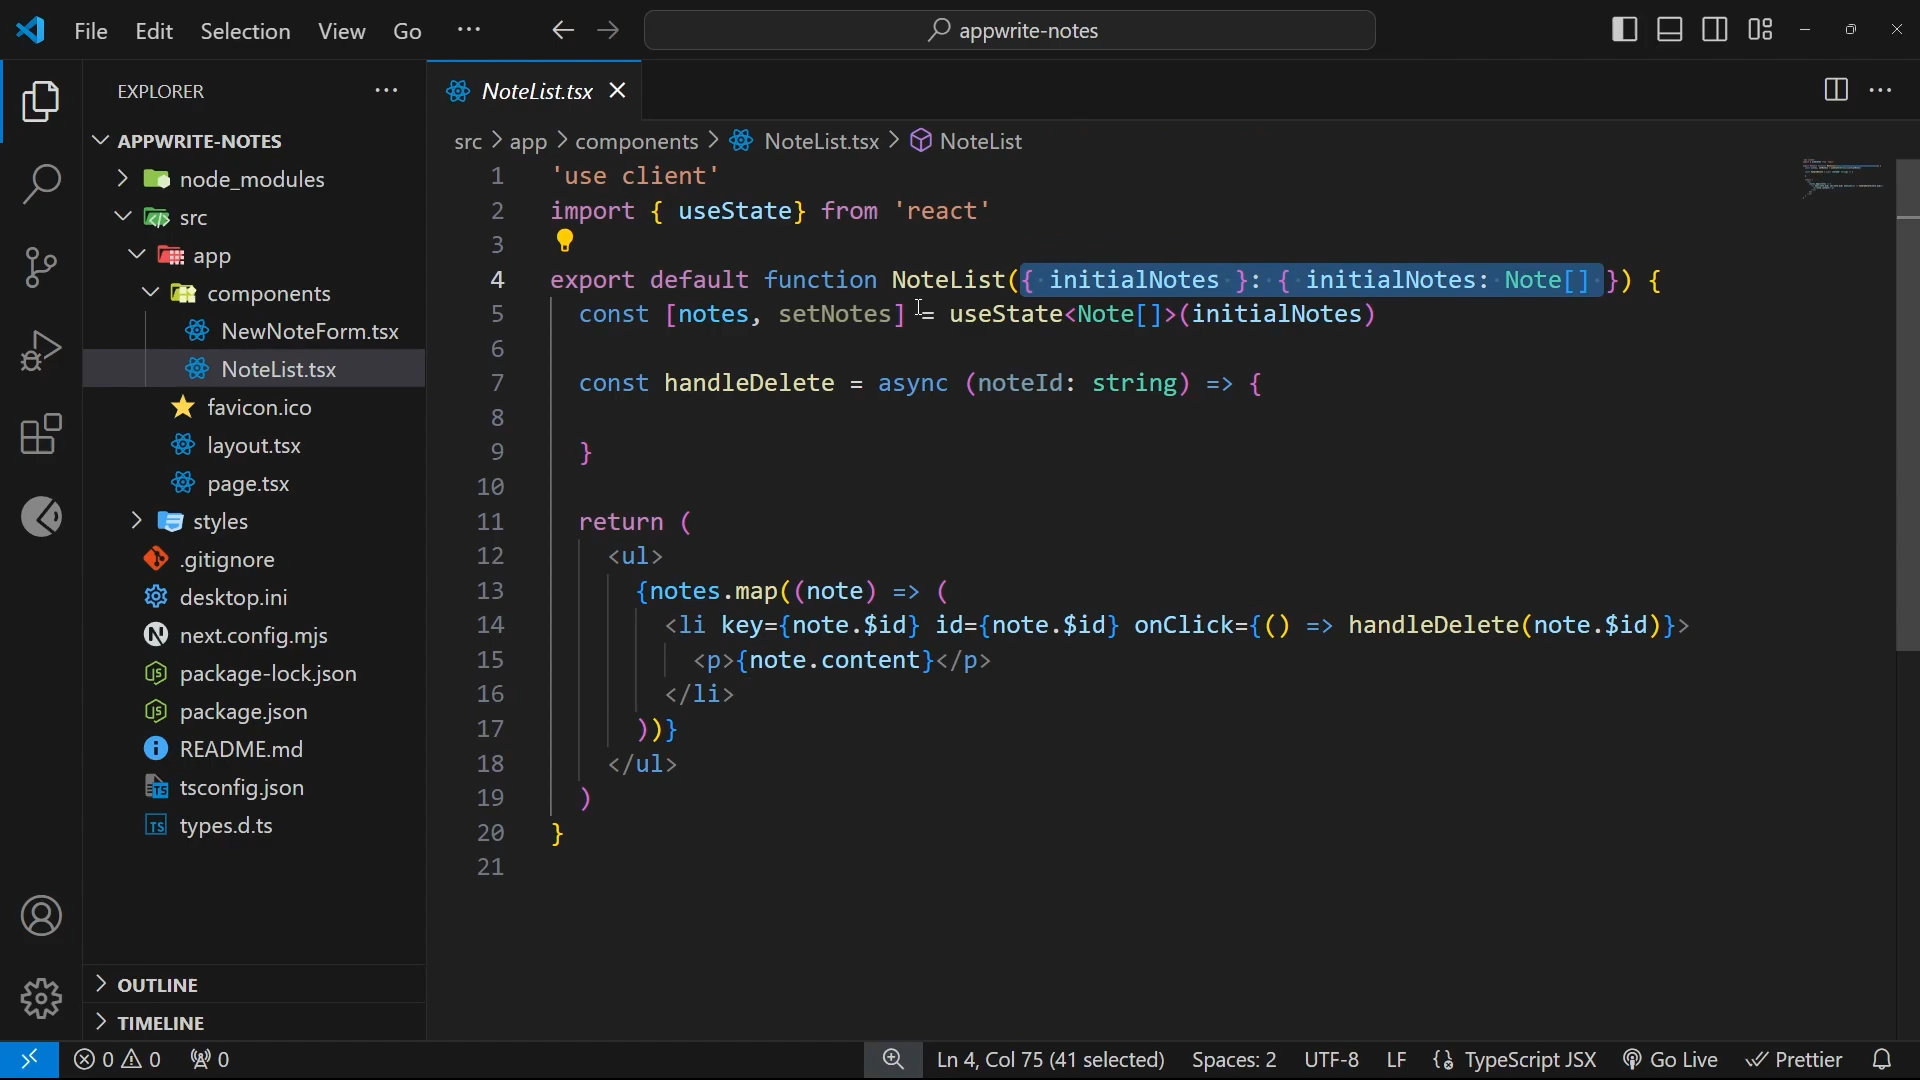 File Edit Selection View Go ··· appwrite-notes
EXPLORER ···
APPWRITE-NOTES
node_modules
src
app
components
NewNoteForm.tsx
NoteList.tsx
favicon.ico
layout.tsx
page.tsx
styles
.gitignore
desktop.ini
next.config.mjs
package-lock.json
package.json
README.md
tsconfig.json
types.d.ts
OUTLINE
TIMELINE
NoteList.tsx
src > app > components > NoteList.tsx > NoteList
1 'use client'
2 import { useState} from 'react'
3
4 export default function NoteList({ initialNotes }: { initialNotes: Note[] }) {
5 const [notes, setNotes] = useState<Note[]>(initialNotes)
6
7 const handleDelete = async (noteId: string) => {
8
9 }
10
11 return (
12 <ul>
13 {notes.map((note) => (
14 <li key={note.$id} id={note.$id} onClick={() => handleDelete(note.$id)}>
15 <p>{note.content}</p>
16 </li>
17 ))}
18 </ul>
19 )
20 }
21
0 0 0 Ln 4, Col 75 (41 selected) Spaces: 2 UTF-8 LF TypeScript JSX Go Live Prettier